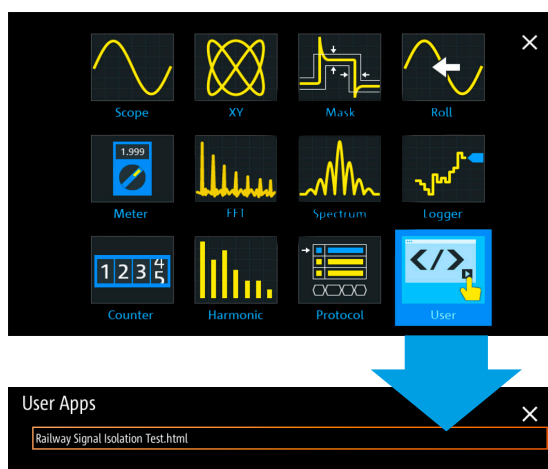 Scope XY Mask Roll
1.999
Meter FFT Spectrum Logger
1 2 3 4 5
Counter Harmonic Protocol User
</>
User Apps
Railway Signal Isolation Test.html